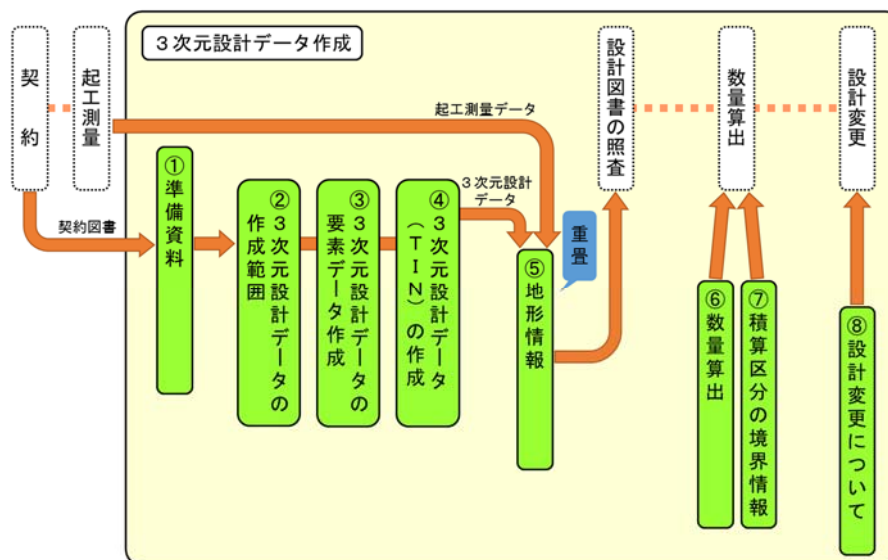 ３次元設計データ作成
契約
起工測量
設計図書の照査
数量算出
設計変更
起工測量データ
契約図書
３次元設計
データ
重畳
①準備資料
②３次元設計データの
作成範囲
③３次元設計データの
要素データ作成
④３次元設計データ
（ＴＩＮ）の作成
⑤地形情報
⑥数量算出
⑦積算区分の境界情報
⑧設計変更について